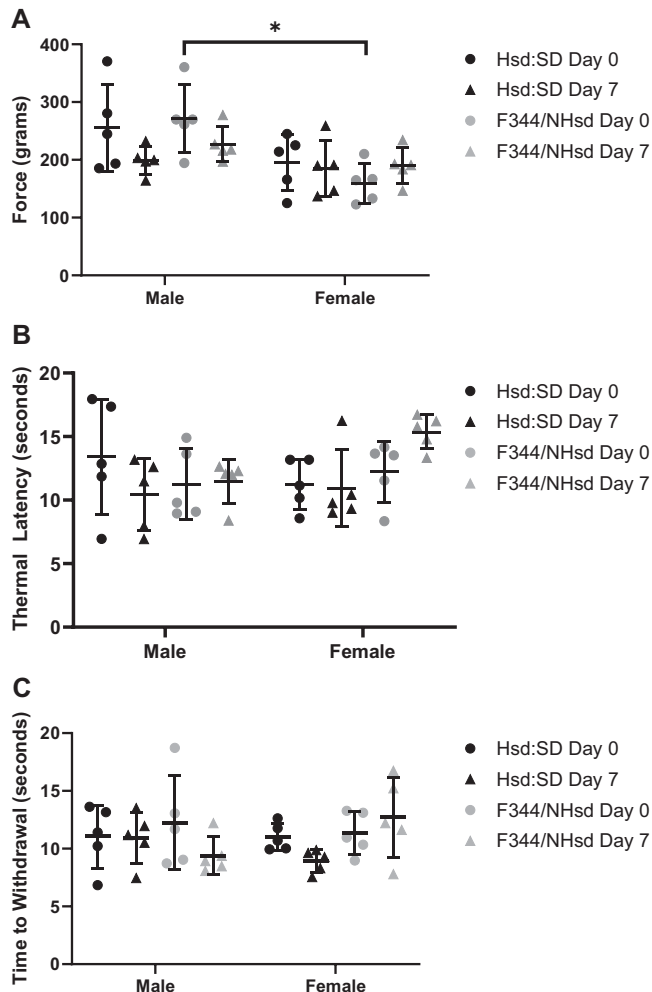 A
*
400
300
200
100
0
Force (grams)
Male
Female
Hsd:SD Day 0
Hsd:SD Day 7
F344/NHsd Day 0
F344/NHsd Day 7
B
20
15
10
5
0
Thermal Latency (seconds)
Male
Female
Hsd:SD Day 0
Hsd:SD Day 7
F344/NHsd Day 0
F344/NHsd Day 7
C
20
15
10
5
0
Time to Withdrawal (seconds)
Male
Female
Hsd:SD Day 0
Hsd:SD Day 7
F344/NHsd Day 0
F344/NHsd Day 7